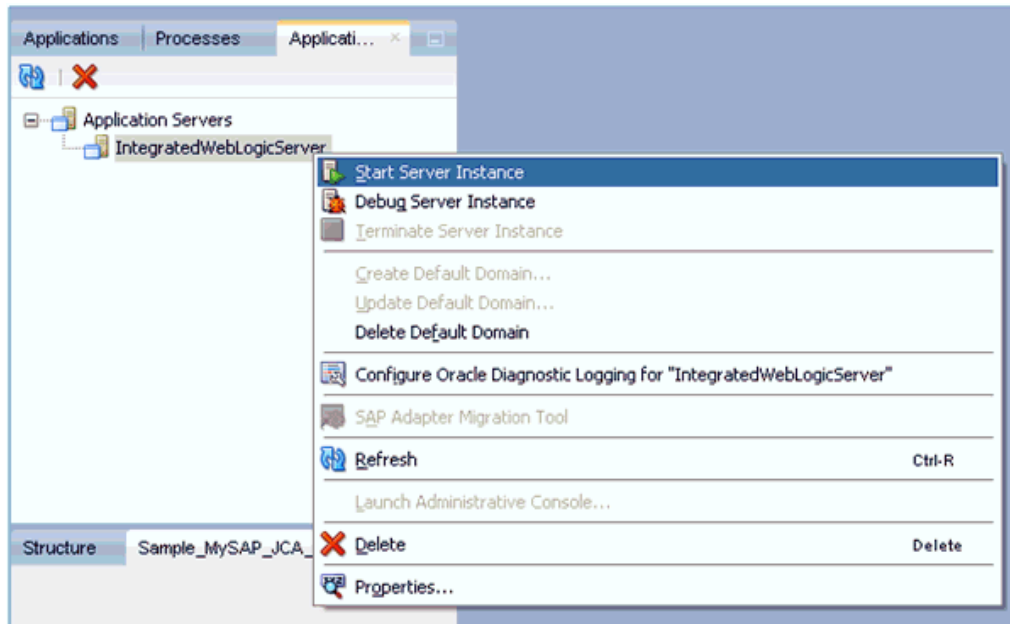 Applications Processes Applicati...
Application Servers
IntegratedWebLogicServer
Start Server Instance
Debug Server Instance
Terminate Server Instance
Create Default Domain...
Update Default Domain...
Delete Default Domain
Configure Oracle Diagnostic Logging for "IntegratedWebLogicServer"
SAP Adapter Migration Tool
Refresh Ctrl-R
Launch Administrative Console...
Structure Sample_MySAP_JCA_
Delete Delete
Properties...